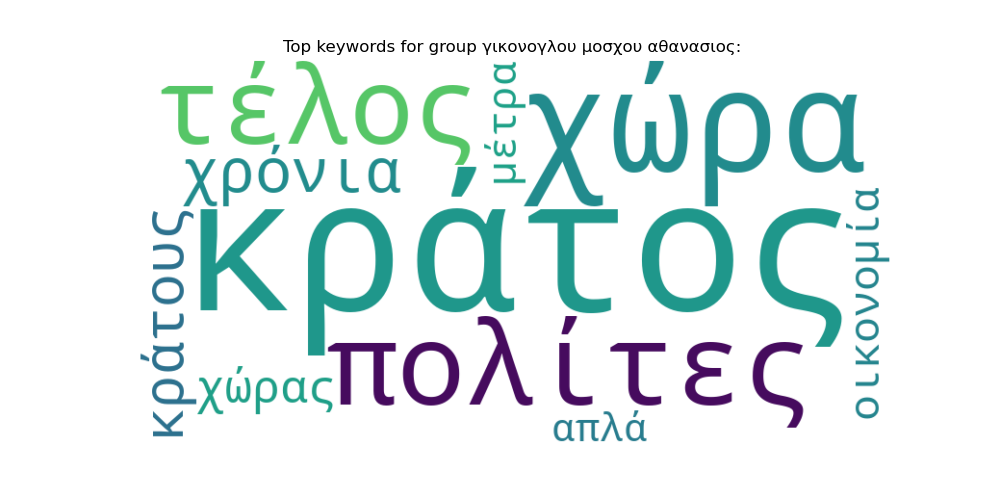 Top keywords for group γικονογλου μοσχου αθανασιος:
τέλος
μέτρα
χώρα
χρόνια
κράτος
κράτους
οικονομία
πολίτες
χώρας
απλά